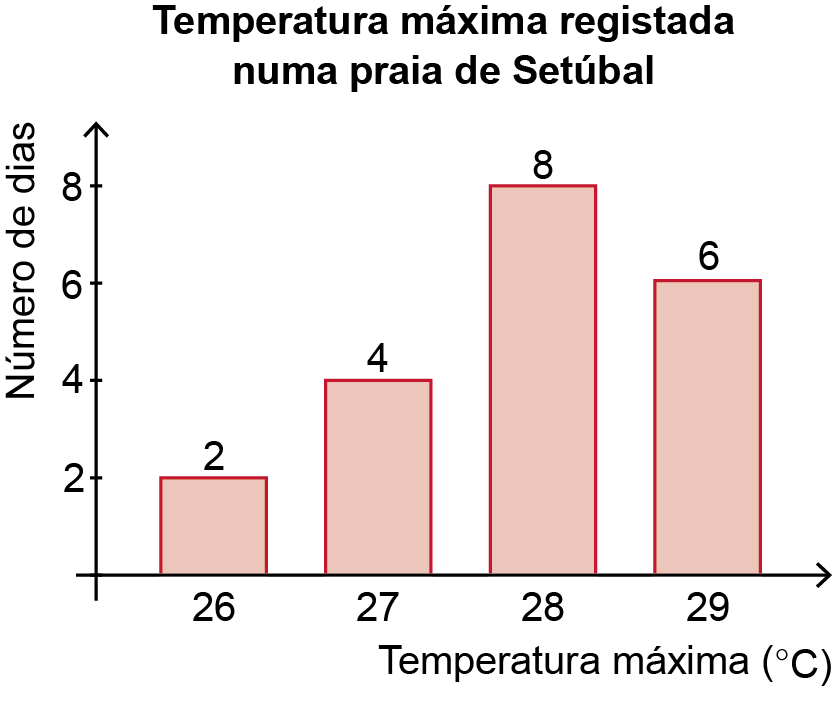 Temperatura máxima registada
numa praia de Setúbal
Número de dias
8
6
4
2
2
4
8
6
26 27 28 29
Temperatura máxima (°C)